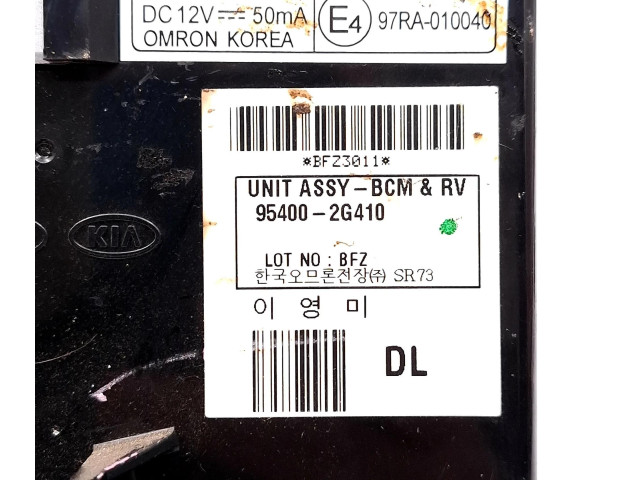 DC 12V⎓ 50mA E4 97RA-010040
OMRON KOREA
*BFZ3011*
UNIT ASSY-BCM & RV
95400-2G410
KIA
LOT NO : BFZ
한국오므론전장㈜ SR73
이 영 미
DL